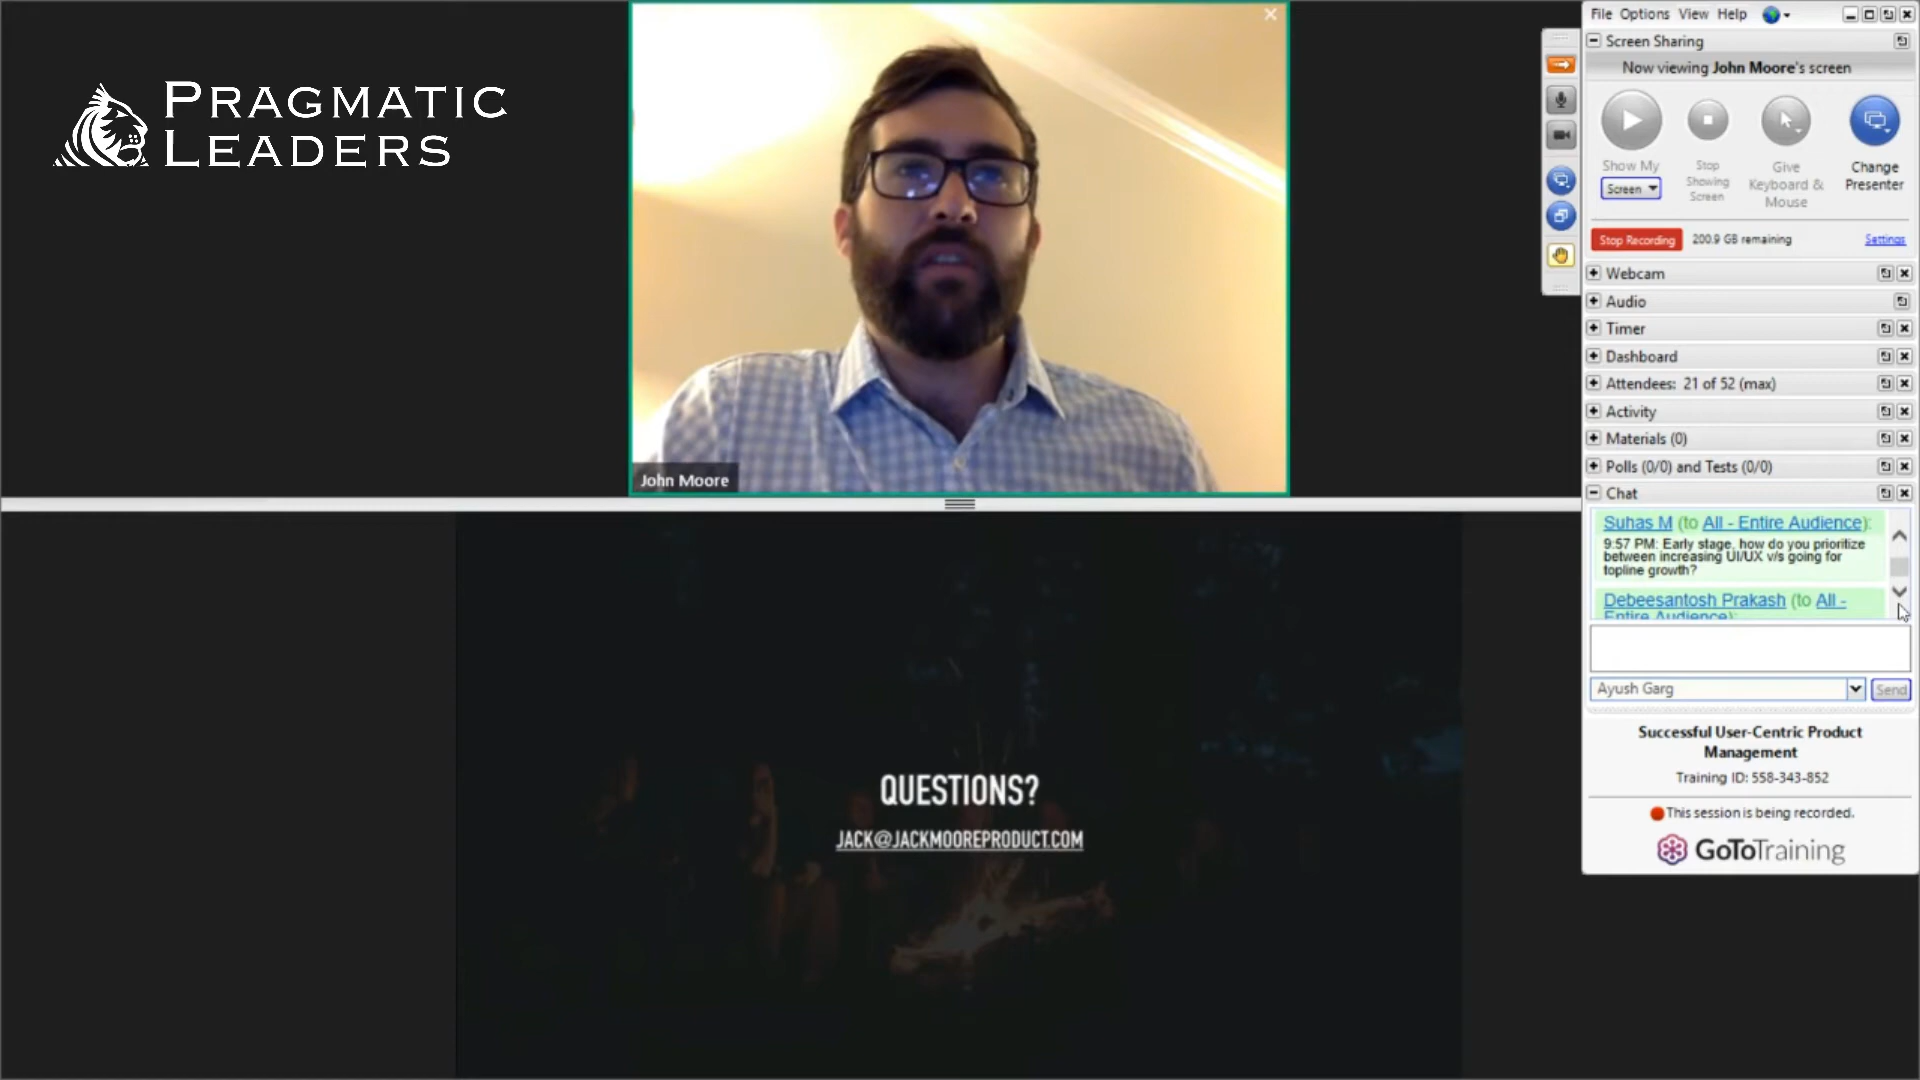 PRAGMATIC
LEADERS
John Moore
QUESTIONS?
JACK@JACKMOOREPRODUCT.COM
File Options View Help
Screen Sharing
Now viewing John Moore's screen
Show My
Screen
Stop
Showing
Screen
Give
Keyboard &
Mouse
Change
Presenter
Stop Recording
200.9 GB remaining
Settings
Webcam
Audio
Timer
Dashboard
Attendees: 21 of 52 (max)
Activity
Materials (0)
Polls (0/0) and Tests (0/0)
Chat
Suhas M (to All - Entire Audience):
9:57 PM: Early stage, how do you prioritize
between increasing UI/UX v/s going for
topline growth?
Debeesantosh Prakash (to All -
Entire Audience):
Ayush Garg
Send
Successful User-Centric Product
Management
Training ID: 558-343-852
This session is being recorded.
GoToTraining